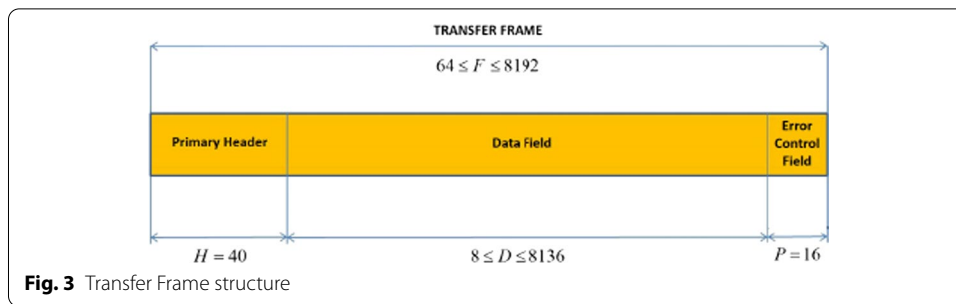 TRANSFER FRAME
64 ≤ F ≤ 8192
Primary Header
Data Field
Error
Control
Field
H = 40
8 ≤ D ≤ 8136
P = 16
Fig. 3 Transfer Frame structure